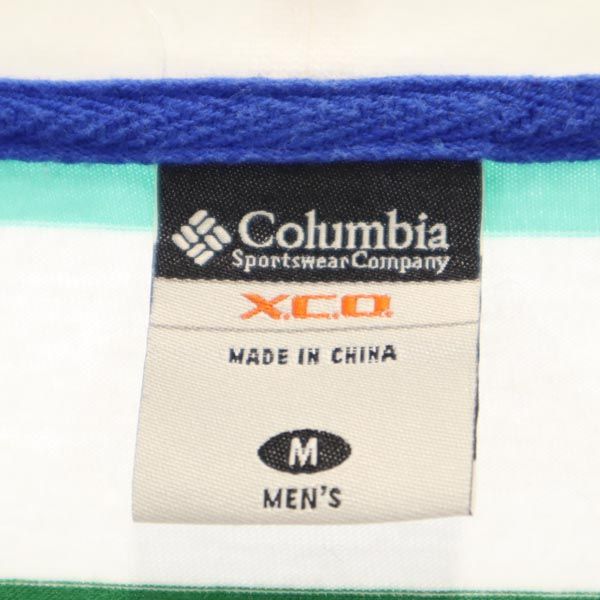 Columbia
Sportswear Company
X.C.O.
MADE IN CHINA
M
MEN'S